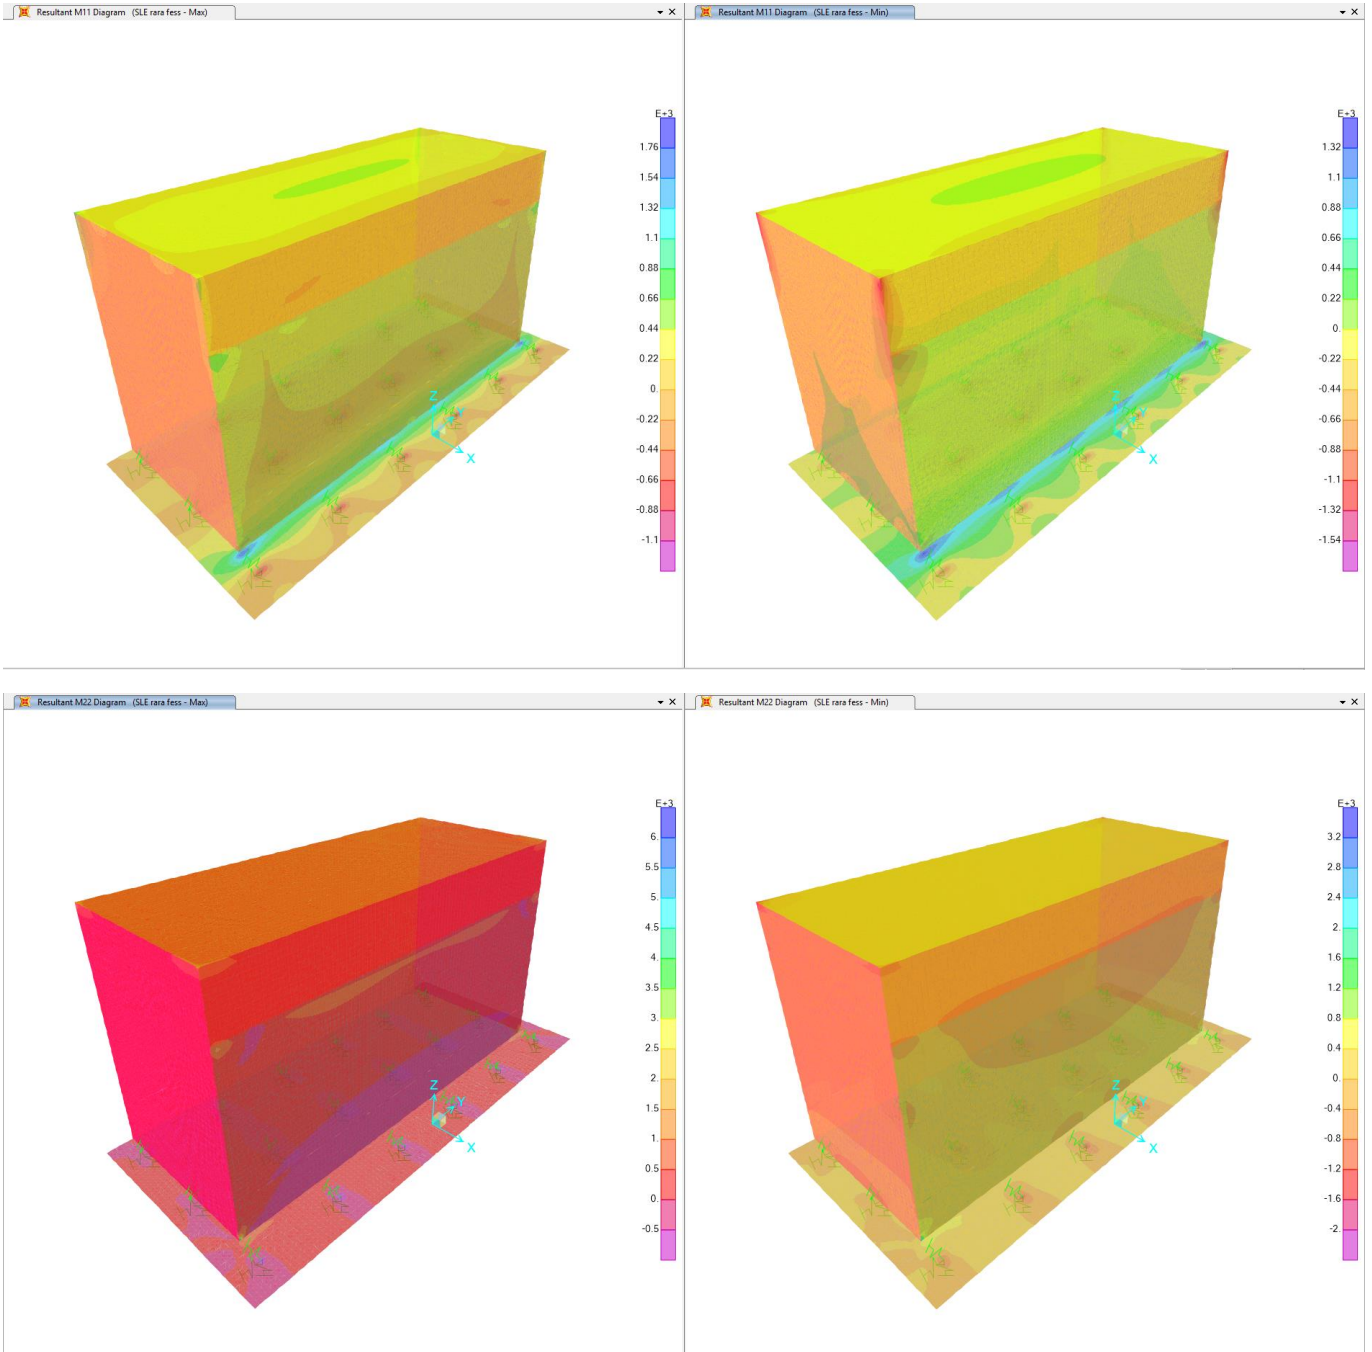 Resultant M11 Diagram (SLE rara fess - Max)
Resultant M11 Diagram (SLE rara fess - Min)
E+3
1.76
1.54
1.32
1.1
0.88
0.66
0.44
0.22
0.
-0.22
-0.44
-0.66
-0.88
-1.1
Z
Y
X
E+3
1.32
1.1
0.88
0.66
0.44
0.22
0.
-0.22
-0.44
-0.66
-0.88
-1.1
-1.32
-1.54
Z
Y
X
Resultant M22 Diagram (SLE rara fess - Max)
Resultant M22 Diagram (SLE rara fess - Min)
E+3
6.
5.5
5.
4.5
4.
3.5
3.
2.5
2.
1.5
1.
0.5
0.
-0.5
Z
Y
X
E+3
3.2
2.8
2.4
2.
1.6
1.2
0.8
0.4
0.
-0.4
-0.8
-1.2
-1.6
-2.
Z
Y
X